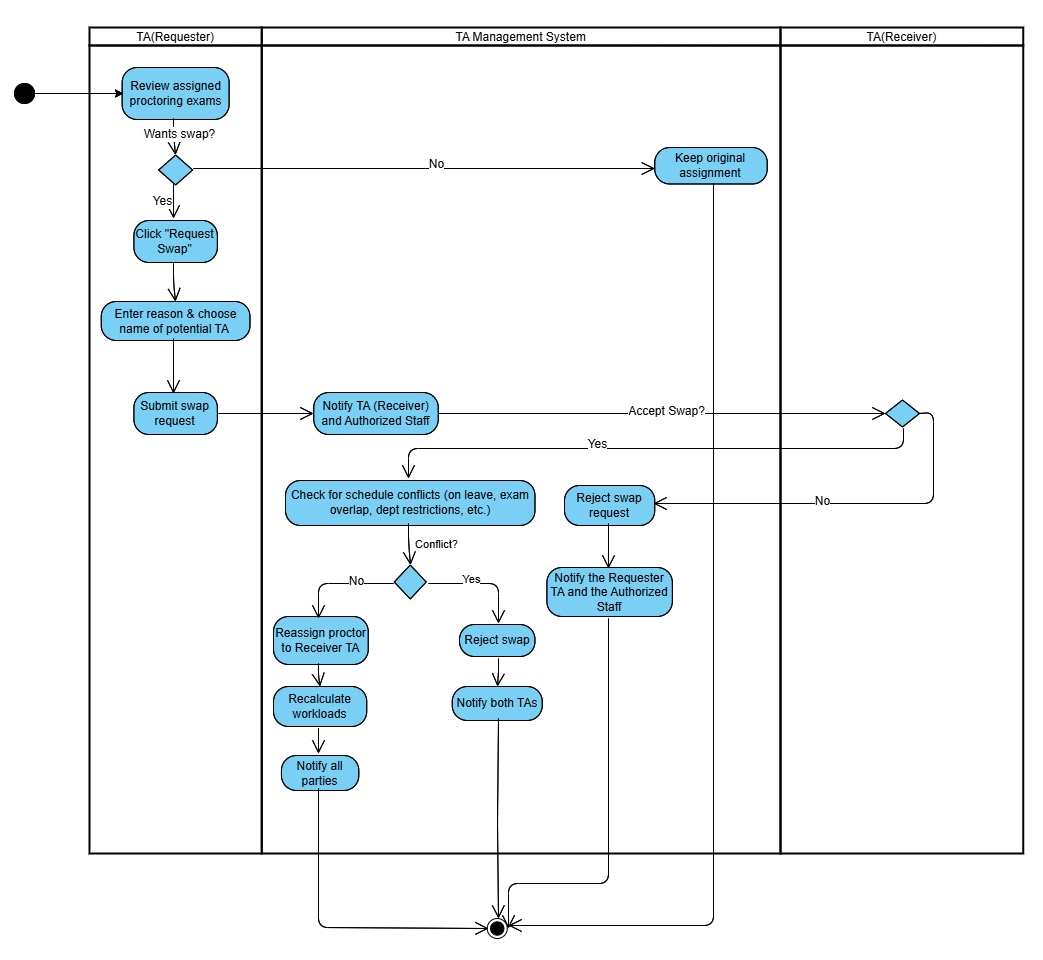 TA(Requester)
TA Management System
TA(Receiver)
Review assigned
proctoring exams
Wants swap?
No
Keep original
assignment
Yes
Click "Request
Swap"
Enter reason & choose
name of potential TA
Submit swap
request
Notify TA (Receiver)
and Authorized Staff
Accept Swap?
Yes
No
Check for schedule conflicts (on leave, exam
overlap, dept restrictions, etc.)
Reject swap
request
Conflict?
No
Yes
Notify the Requester
TA and the Authorized
Staff
Reassign proctor
to Receiver TA
Reject swap
Recalculate
workloads
Notify both TAs
Notify all
parties